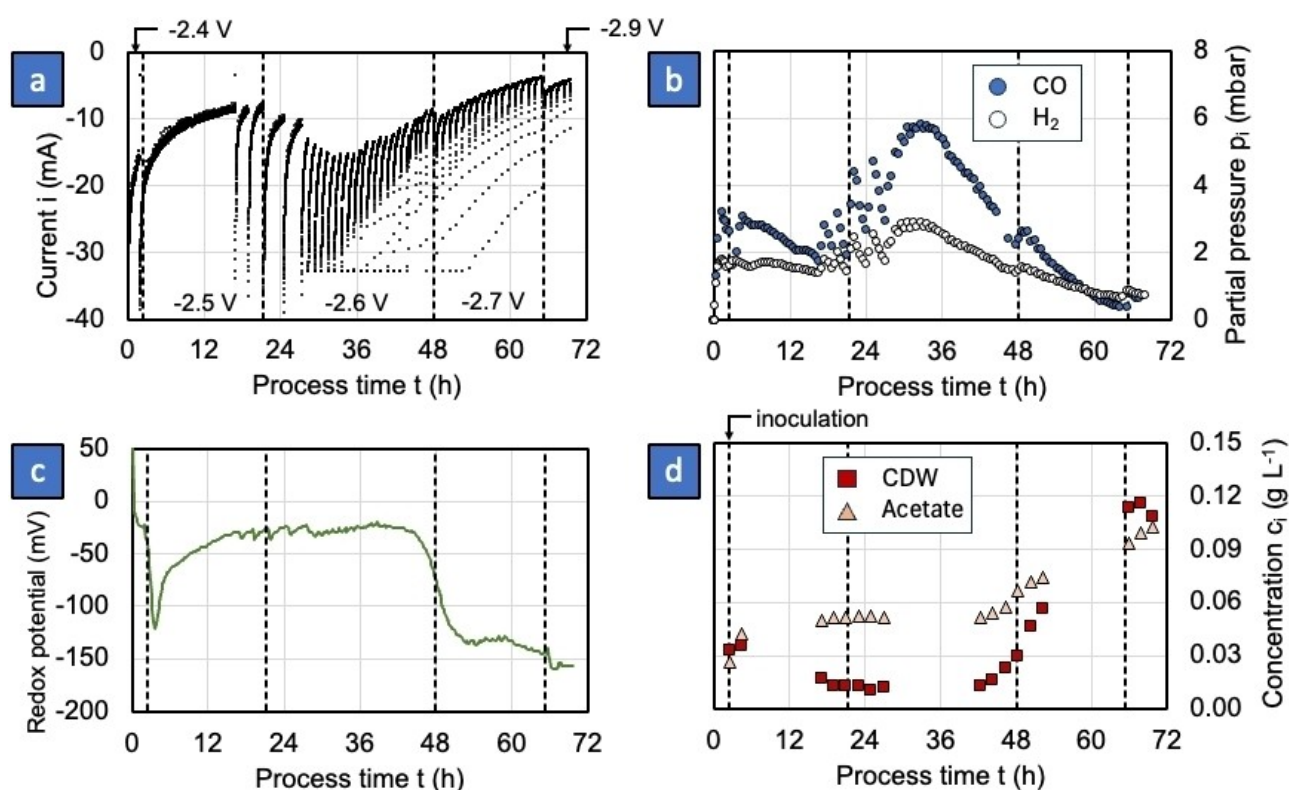 -2.4 V
-2.9 V
a
0
-10
-20
-30
-40
Current i (mA)
-2.5 V
-2.6 V
-2.7 V
0 12 24 36 48 60 72
Process time t (h)
b
CO
H₂
8
6
4
2
0
Partial pressure pᵢ (mbar)
0 12 24 36 48 60 72
Process time t (h)
c
50
0
-50
-100
-150
-200
Redox potential (mV)
0 12 24 36 48 60 72
Process time t (h)
inoculation
d
CDW
Acetate
0.15
0.12
0.09
0.06
0.03
0.00
Concentration cᵢ (g L⁻¹)
0 12 24 36 48 60 72
Process time t (h)